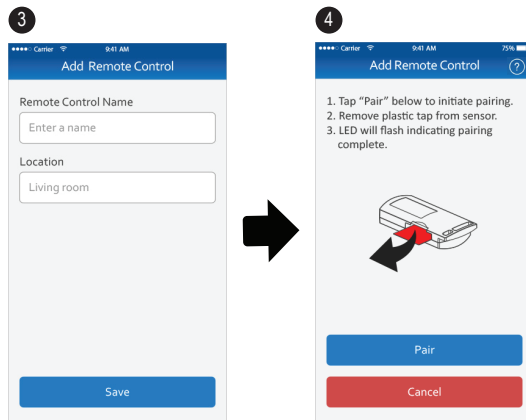 3
Carrier 9:41 AM
Add Remote Control
Remote Control Name
Enter a name
Location
Living room
Save
4
Carrier 9:41 AM 75%
Add Remote Control ?
1. Tap “Pair” below to initiate pairing.
2. Remove plastic tap from sensor.
3. LED will flash indicating pairing
complete.
Pair
Cancel